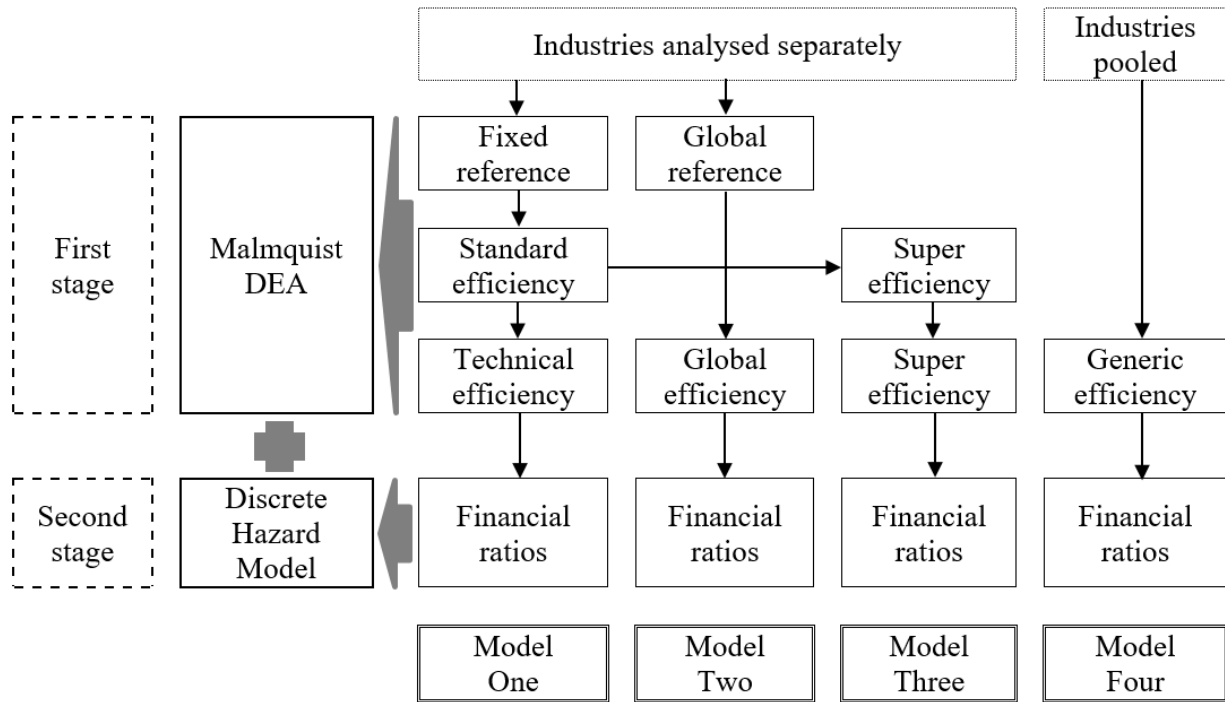 Industries analysed separately
Industries
pooled
Fixed
reference
Global
reference
First
stage
Malmquist
DEA
Standard
efficiency
Super
efficiency
Technical
efficiency
Global
efficiency
Super
efficiency
Generic
efficiency
Second
stage
Discrete
Hazard
Model
Financial
ratios
Financial
ratios
Financial
ratios
Financial
ratios
Model
One
Model
Two
Model
Three
Model
Four